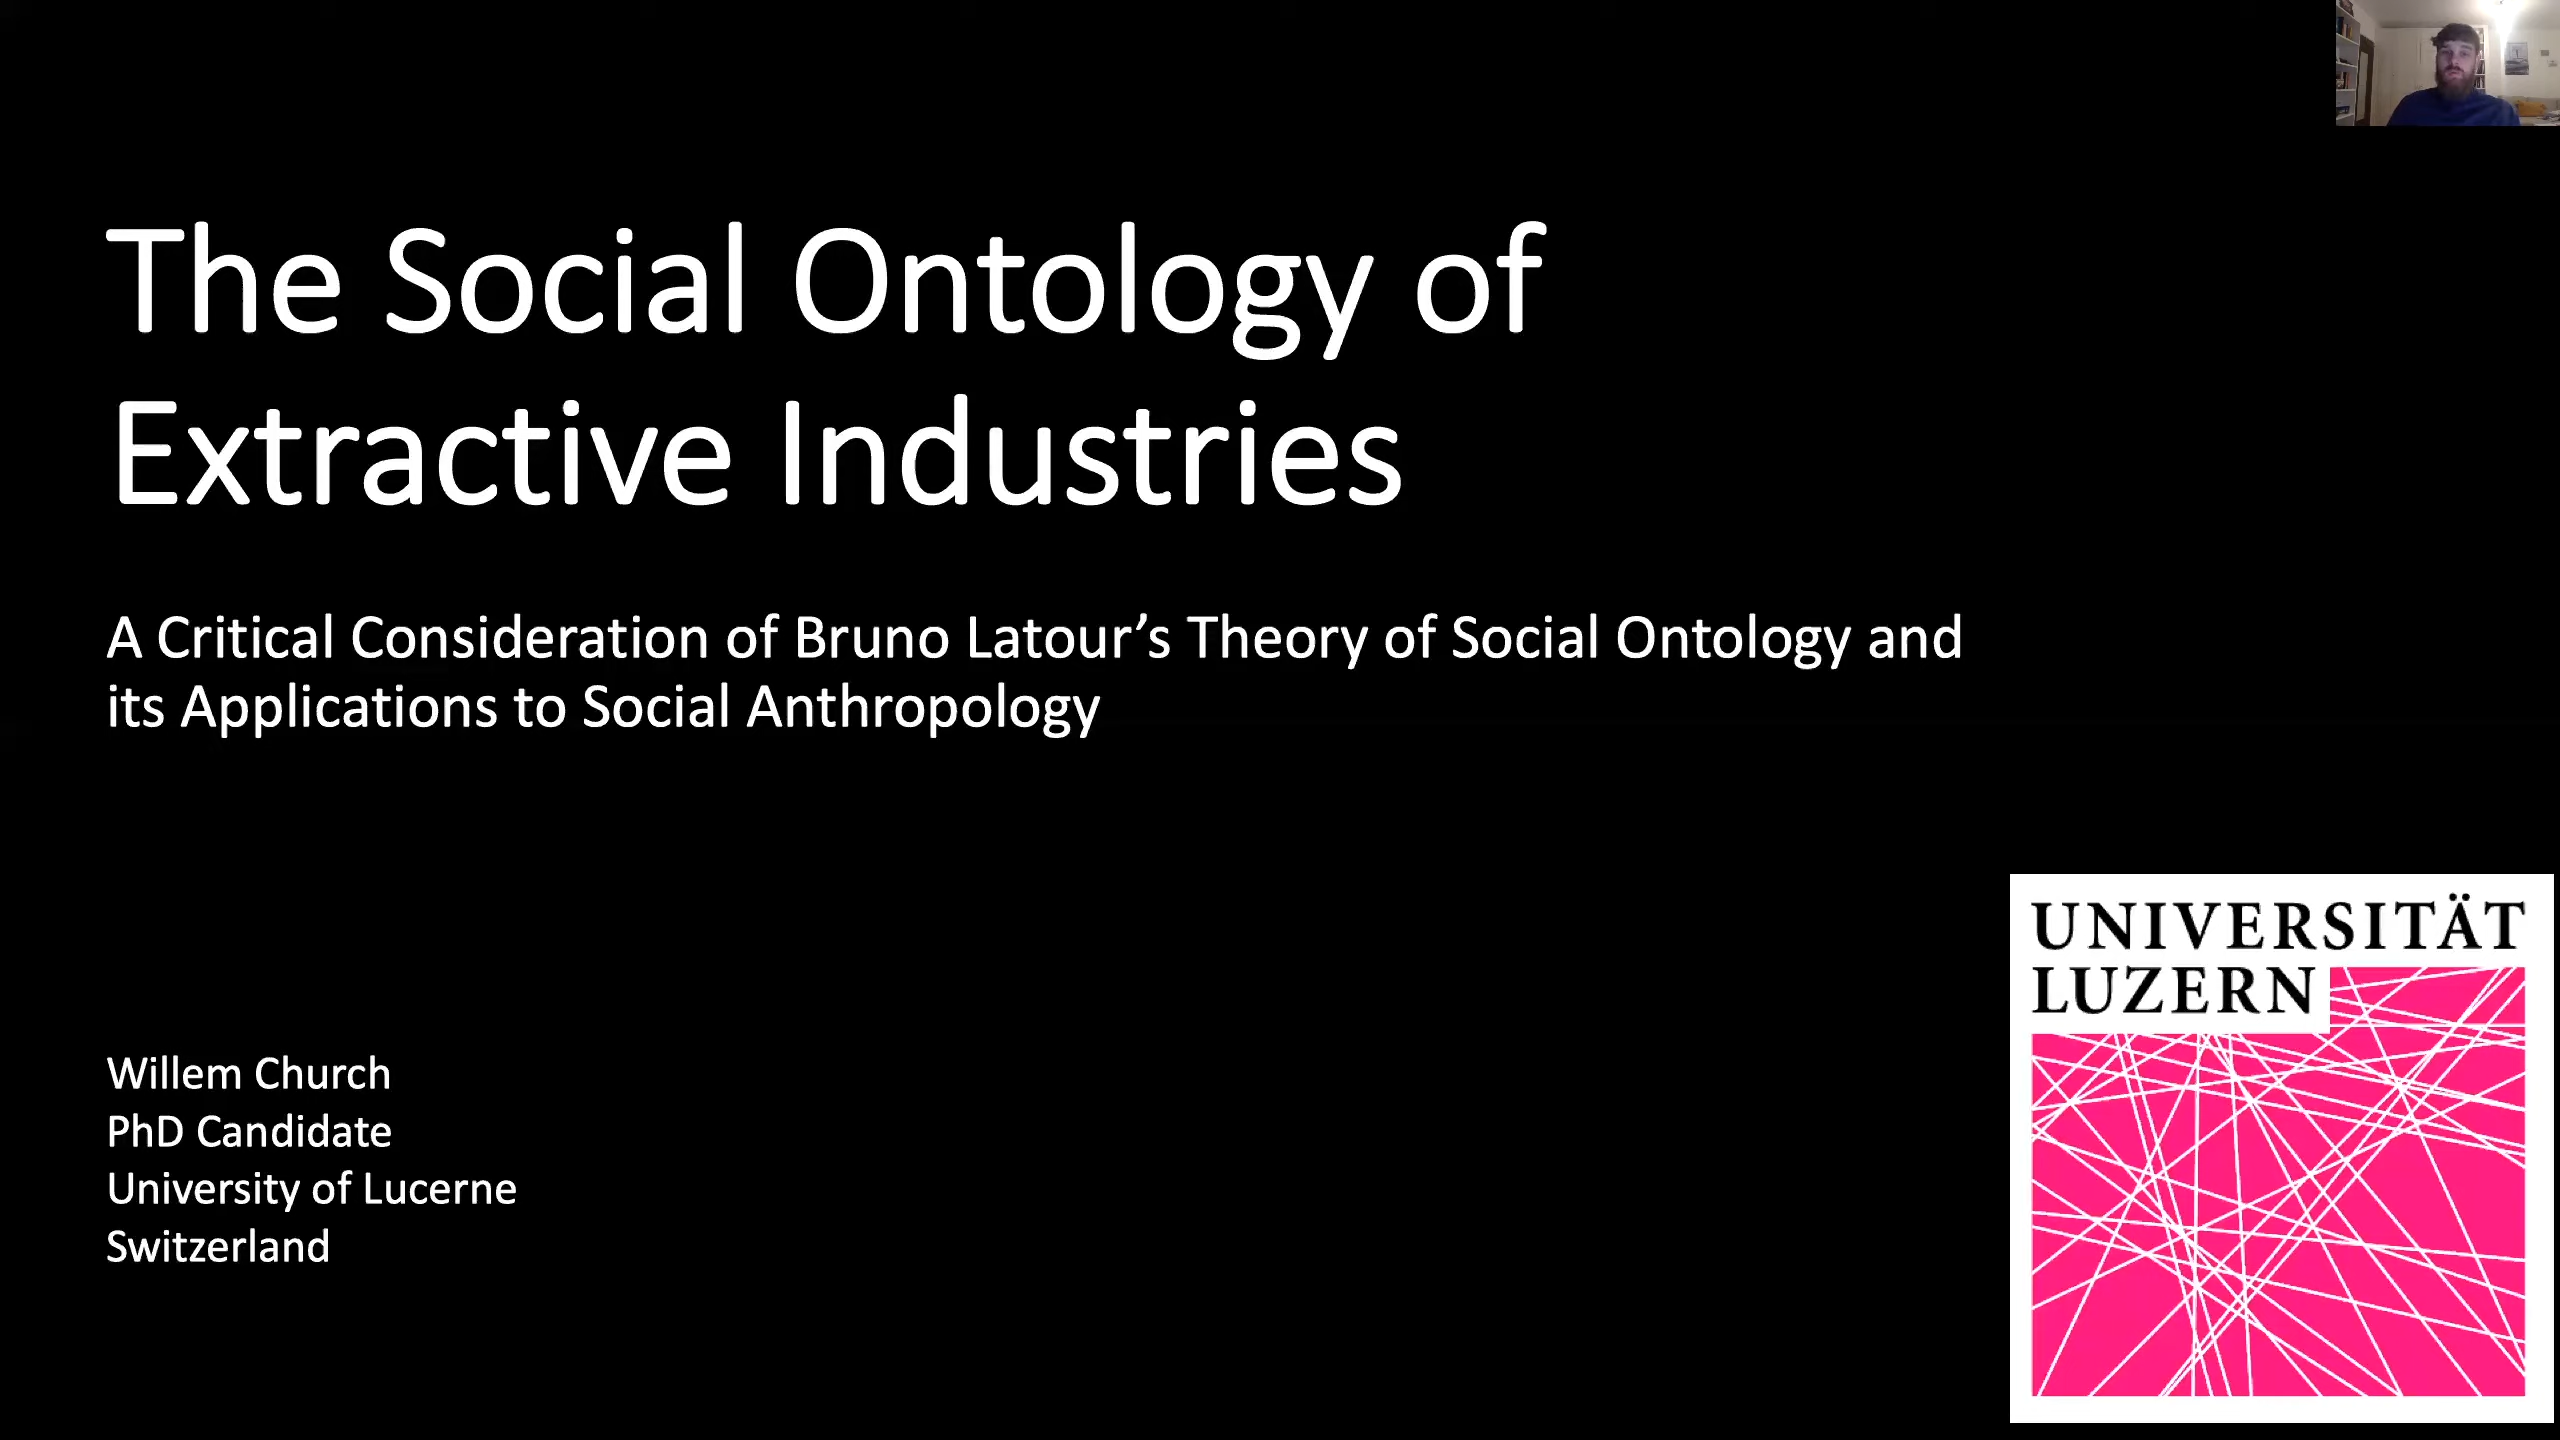 The Social Ontology of
Extractive Industries
A Critical Consideration of Bruno Latour’s Theory of Social Ontology and
its Applications to Social Anthropology
Willem Church
PhD Candidate
University of Lucerne
Switzerland
UNIVERSITÄT
LUZERN